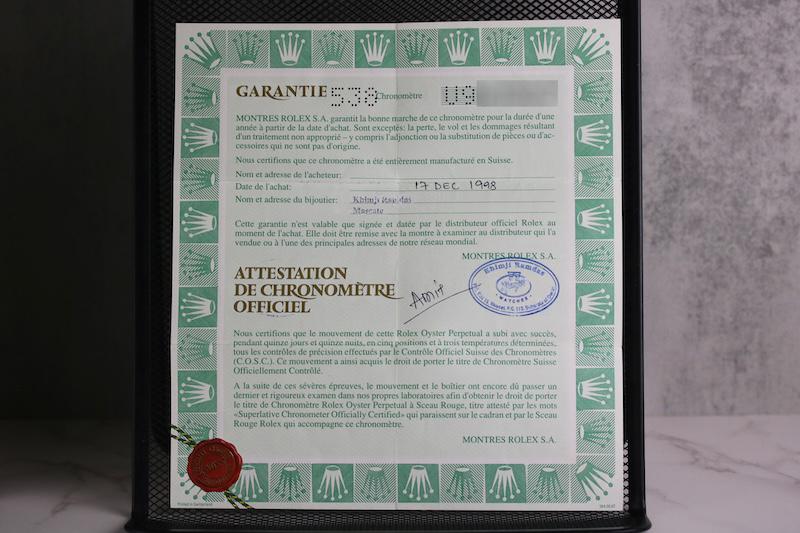 GARANTIE 530 Chronomètre U9
MONTRES ROLEX S.A. garantit la bonne marche de ce chronomètre pour la durée d'une
année à partir de la date d'achat. Sont exceptés: la perte, le vol et les dommages résultant
d'un traitement non approprié – y compris l'adjonction ou la substitution de pièces ou d'ac-
cessoires qui ne sont pas d'origine.
Nous certifions que ce chronomètre a été entièrement manufacturé en Suisse.
Nom et adresse de l'acheteur:
Date de l'achat: 17 DEC 1998
Nom et adresse du bijoutier: Khimji Ramdas
Mascate
Cette garantie n'est valable que signée et datée par le distributeur officiel Rolex au
moment de l'achat. Elle doit être remise avec la montre à examiner au distributeur qui l'a
vendue ou à l'une des principales adresses de notre réseau mondial.
MONTRES ROLEX S.A.
Khimji Ramdas
WATCHES
ATTESTATION
DE CHRONOMÈTRE
OFFICIEL
Amit
Nous certifions que le mouvement de cette Rolex Oyster Perpetual a subi avec succès,
pendant quinze jours et quinze nuits, en cinq positions et à trois températures déterminées,
tous les contrôles de précision effectués par le Contrôle Officiel Suisse des Chronomètres
(C.O.S.C.). Ce mouvement a ainsi acquis le droit de porter le titre de Chronomètre Suisse
Officiellement Contrôlé.
A la suite de ces sévères épreuves, le mouvement et le boîtier ont encore dû passer un
dernier et rigoureux examen dans nos propres laboratoires afin d'obtenir le droit de porter
le titre de Chronomètre Rolex Oyster Perpetual à Sceau Rouge, titre attesté par les mots
«Superlative Chronometer Officially Certified» qui paraissent sur le cadran et par le Sceau
Rouge Rolex qui accompagne ce chronomètre.
MONTRES ROLEX S.A.
Printed in Switzerland